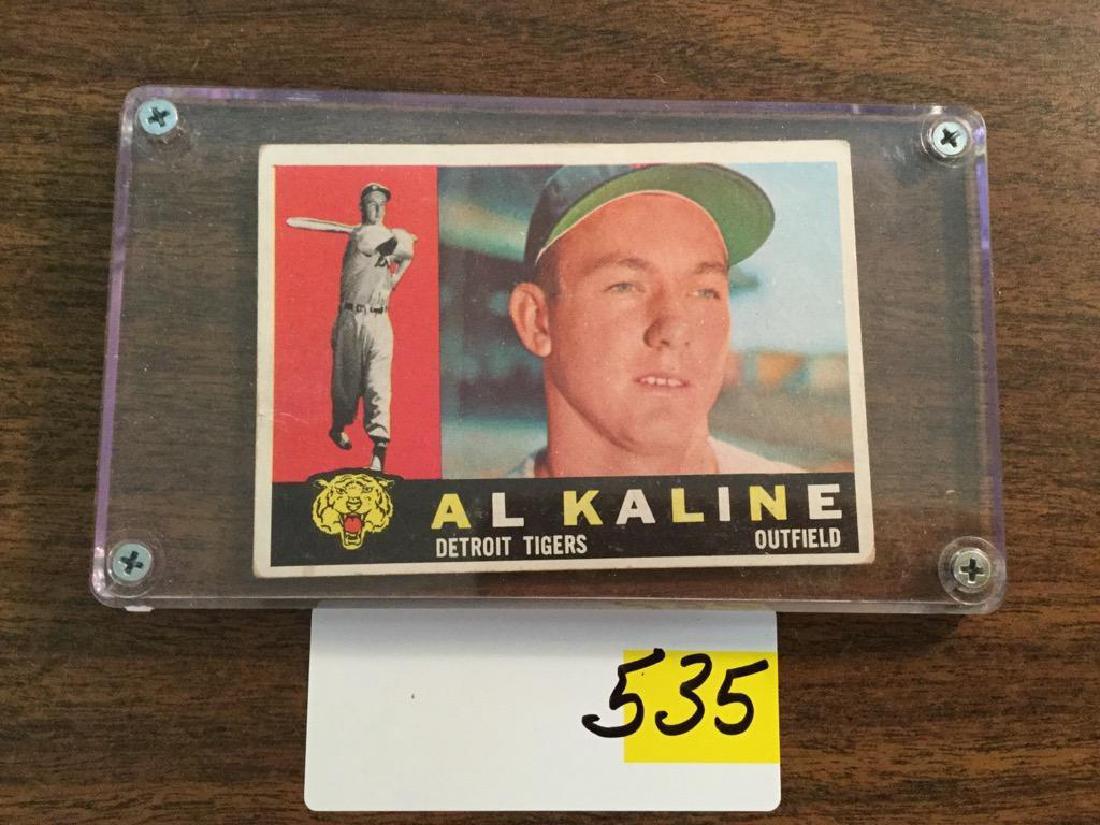 AL KALINE
DETROIT TIGERS OUTFIELD
535